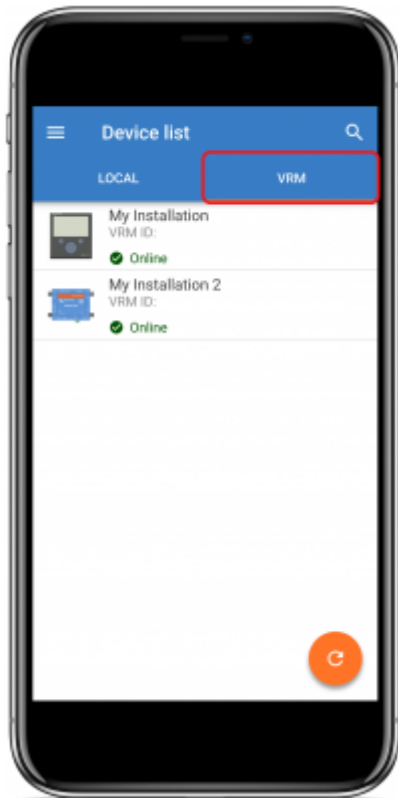 Device list
LOCAL
VRM
My Installation
VRM ID:
Online
My Installation 2
VRM ID:
Online